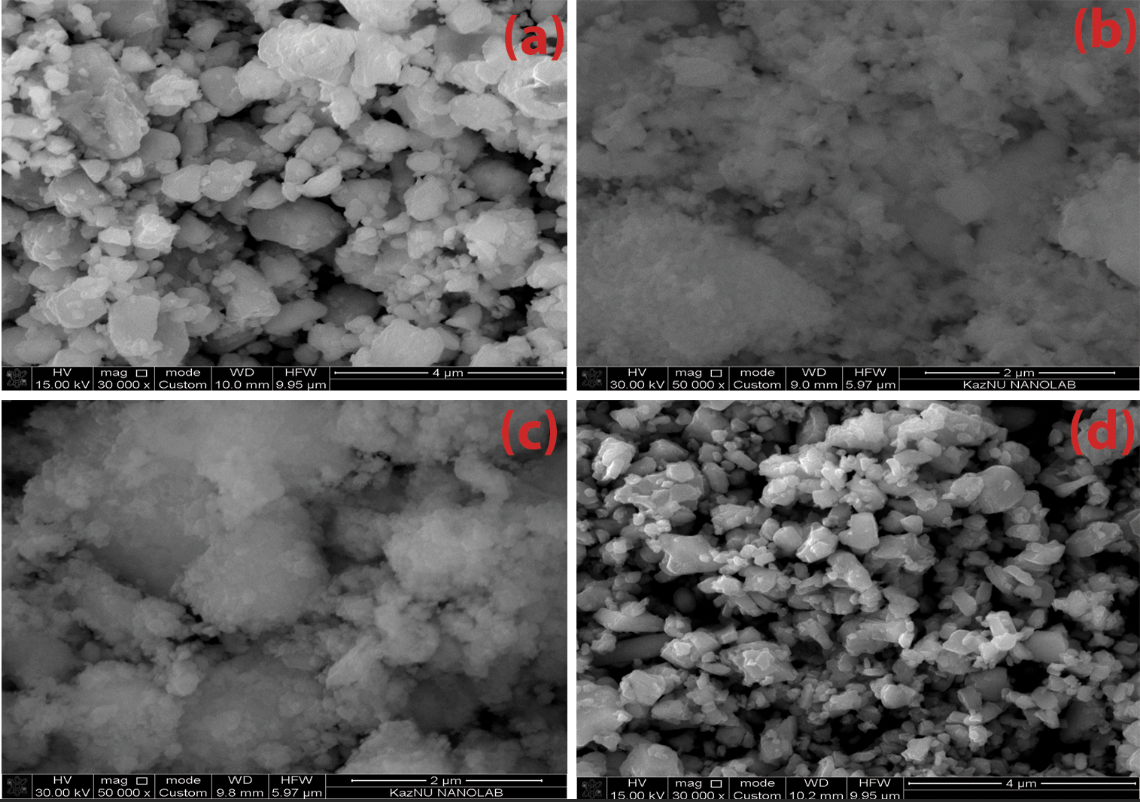 (a)
(b)
HV mag mode WD HFW 4 µm
15.00 kV 30 000 x Custom 10.0 mm 9.95 µm
HV mag mode WD HFW 2 µm
30.00 kV 50 000 x Custom 9.0 mm 5.97 µm KazNU NANOLAB
(c)
(d)
HV mag mode WD HFW 2 µm
30.00 kV 50 000 x Custom 9.8 mm 5.97 µm KazNU NANOLAB
HV mag mode WD HFW 4 µm
15.00 kV 30 000 x Custom 10.2 mm 9.95 µm